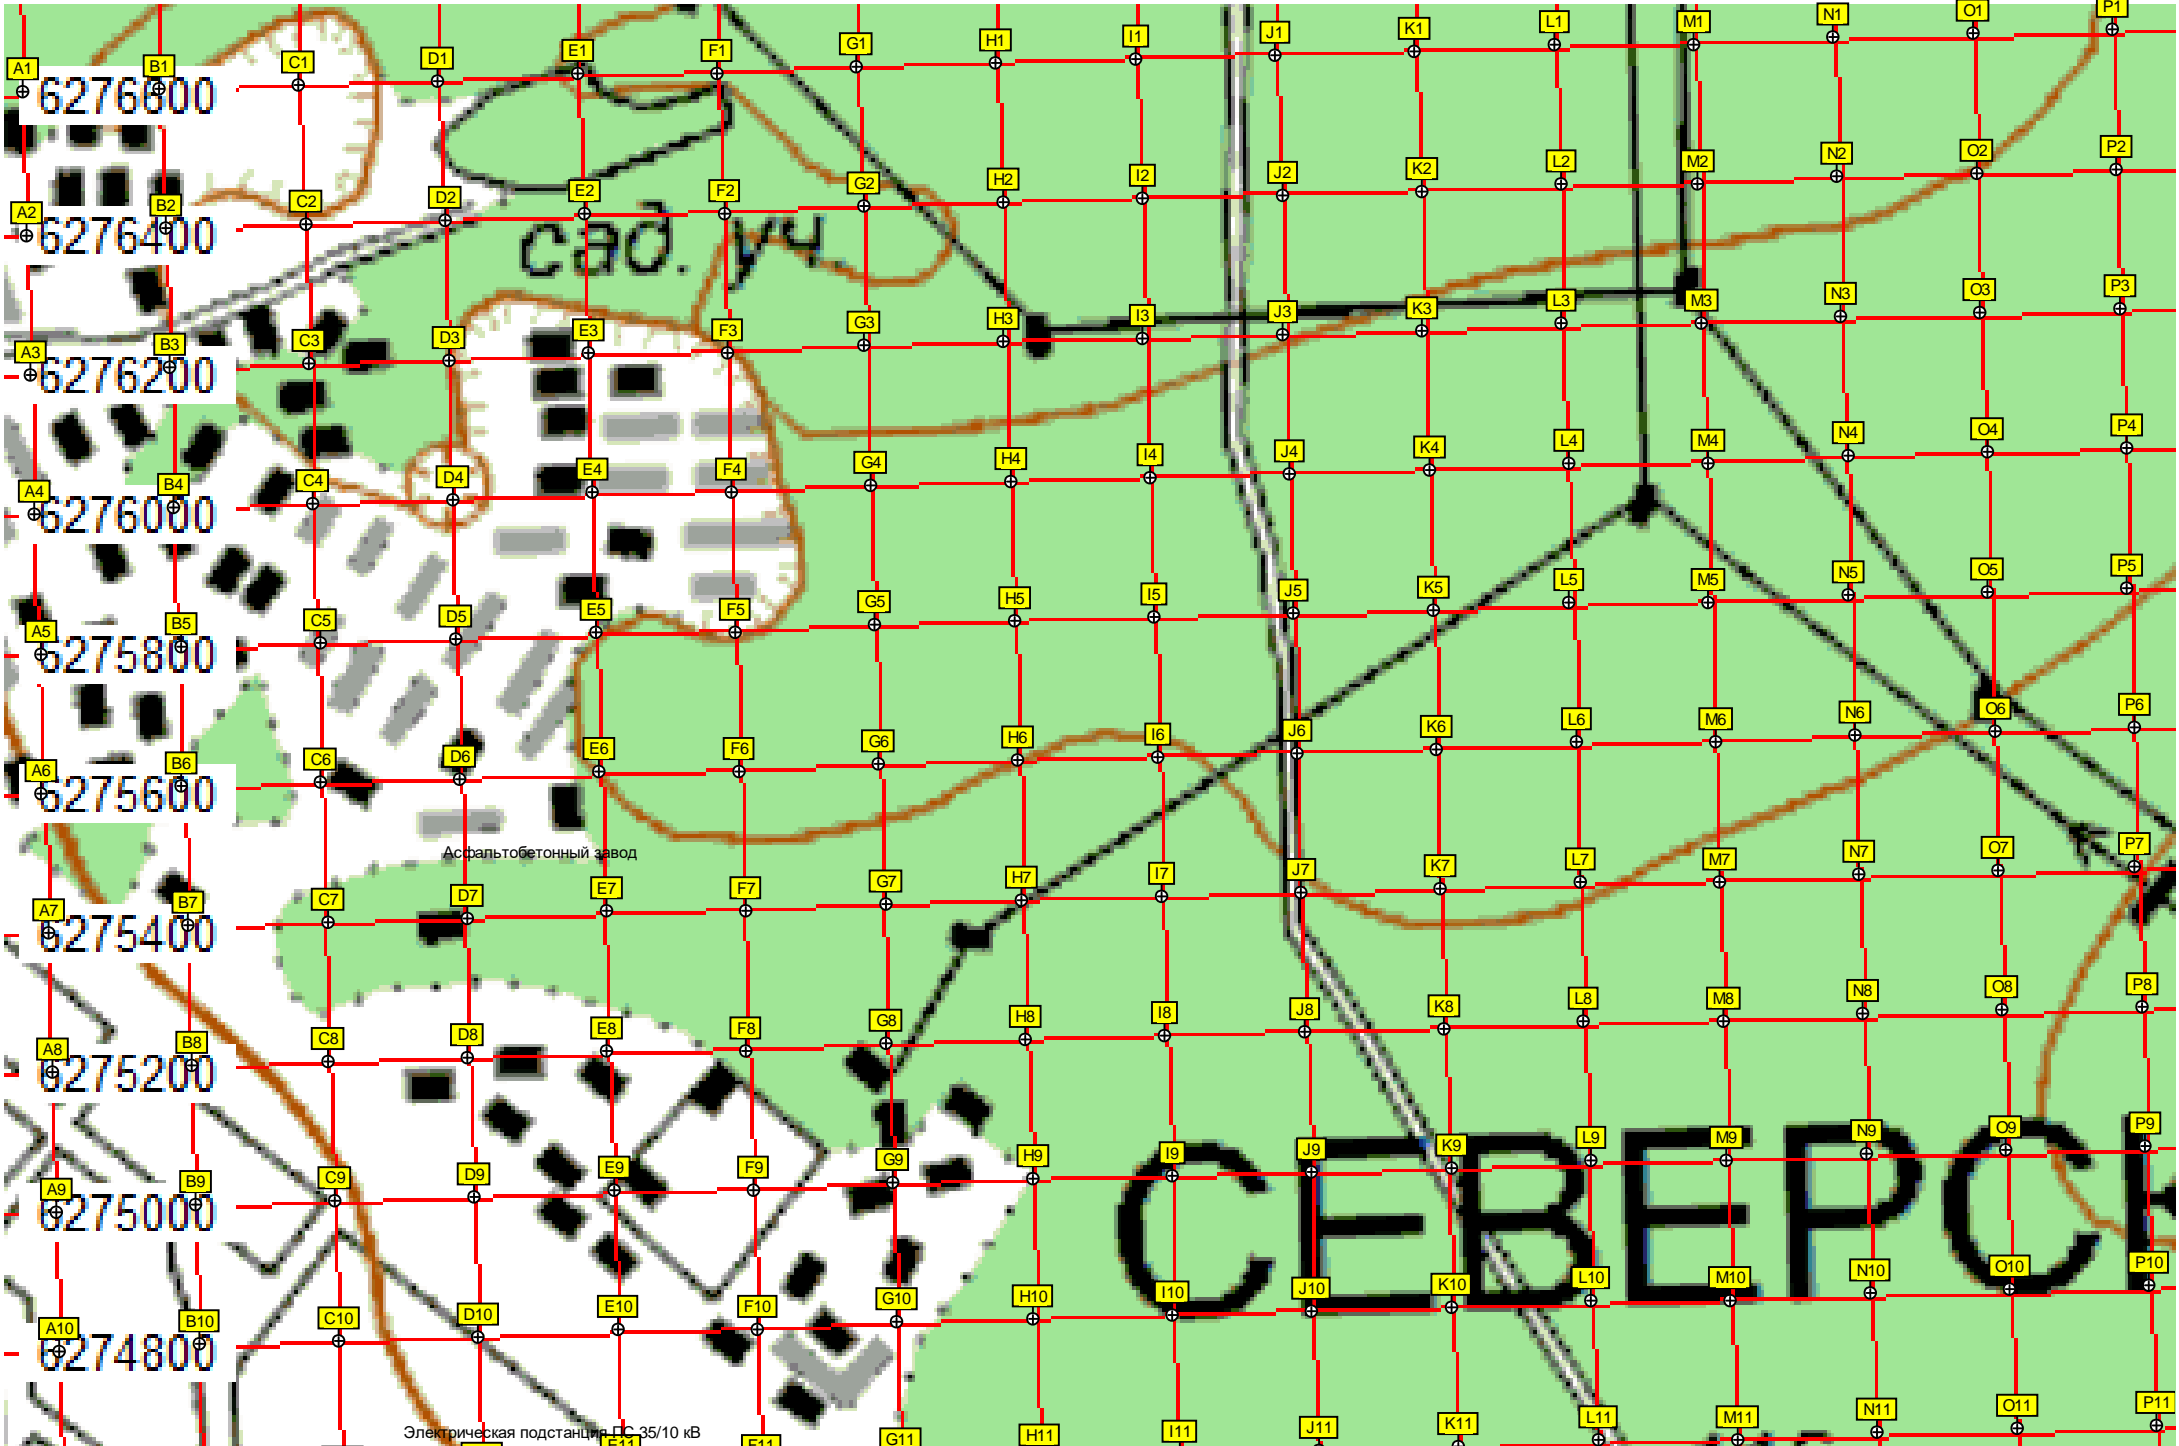 A1 B1 C1 D1 E1 F1 G1 H1 I1 J1 K1 L1 M1 N1 O1 P1
6276600
A2 B2 C2 D2 E2 F2 G2 H2 I2 J2 K2 L2 M2 N2 O2 P2
6276400
сад. уч.
A3 B3 C3 D3 E3 F3 G3 H3 I3 J3 K3 L3 M3 N3 O3 P3
6276200
A4 B4 C4 D4 E4 F4 G4 H4 I4 J4 K4 L4 M4 N4 O4 P4
6276000
A5 B5 C5 D5 E5 F5 G5 H5 I5 J5 K5 L5 M5 N5 O5 P5
6275800
A6 B6 C6 D6 E6 F6 G6 H6 I6 J6 K6 L6 M6 N6 O6 P6
6275600
Асфальтобетонный завод
A7 B7 C7 D7 E7 F7 G7 H7 I7 J7 K7 L7 M7 N7 O7 P7
6275400
A8 B8 C8 D8 E8 F8 G8 H8 I8 J8 K8 L8 M8 N8 O8 P8
6275200
A9 B9 C9 D9 E9 F9 G9 H9 I9 J9 K9 L9 M9 N9 O9 P9
6275000
СЕВЕРС
A10 B10 C10 D10 E10 F10 G10 H10 I10 J10 K10 L10 M10 N10 O10 P10
6274800
Электрическая подстанция ПС 35/10 кВ
E11 F11 G11 H11 I11 J11 K11 L11 M11 N11 O11 P11